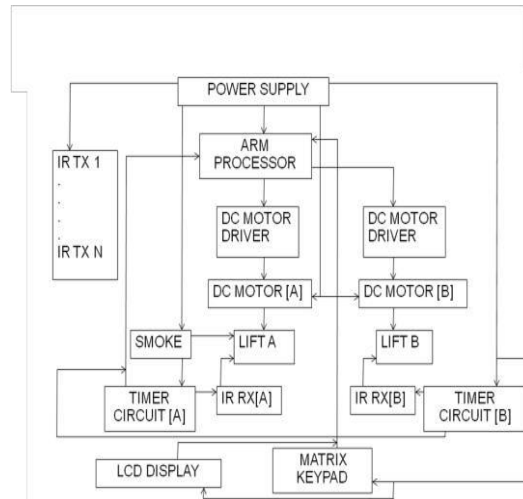 POWER SUPPLY
ARM
PROCESSOR
IR TX 1
.
.
.
.
IR TX N
DC MOTOR
DRIVER
DC MOTOR
DRIVER
DC MOTOR [A]
DC MOTOR [B]
SMOKE
LIFT A
LIFT B
TIMER
CIRCUIT [A]
IR RX[A]
IR RX[B]
TIMER
CIRCUIT [B]
LCD DISPLAY
MATRIX
KEYPAD